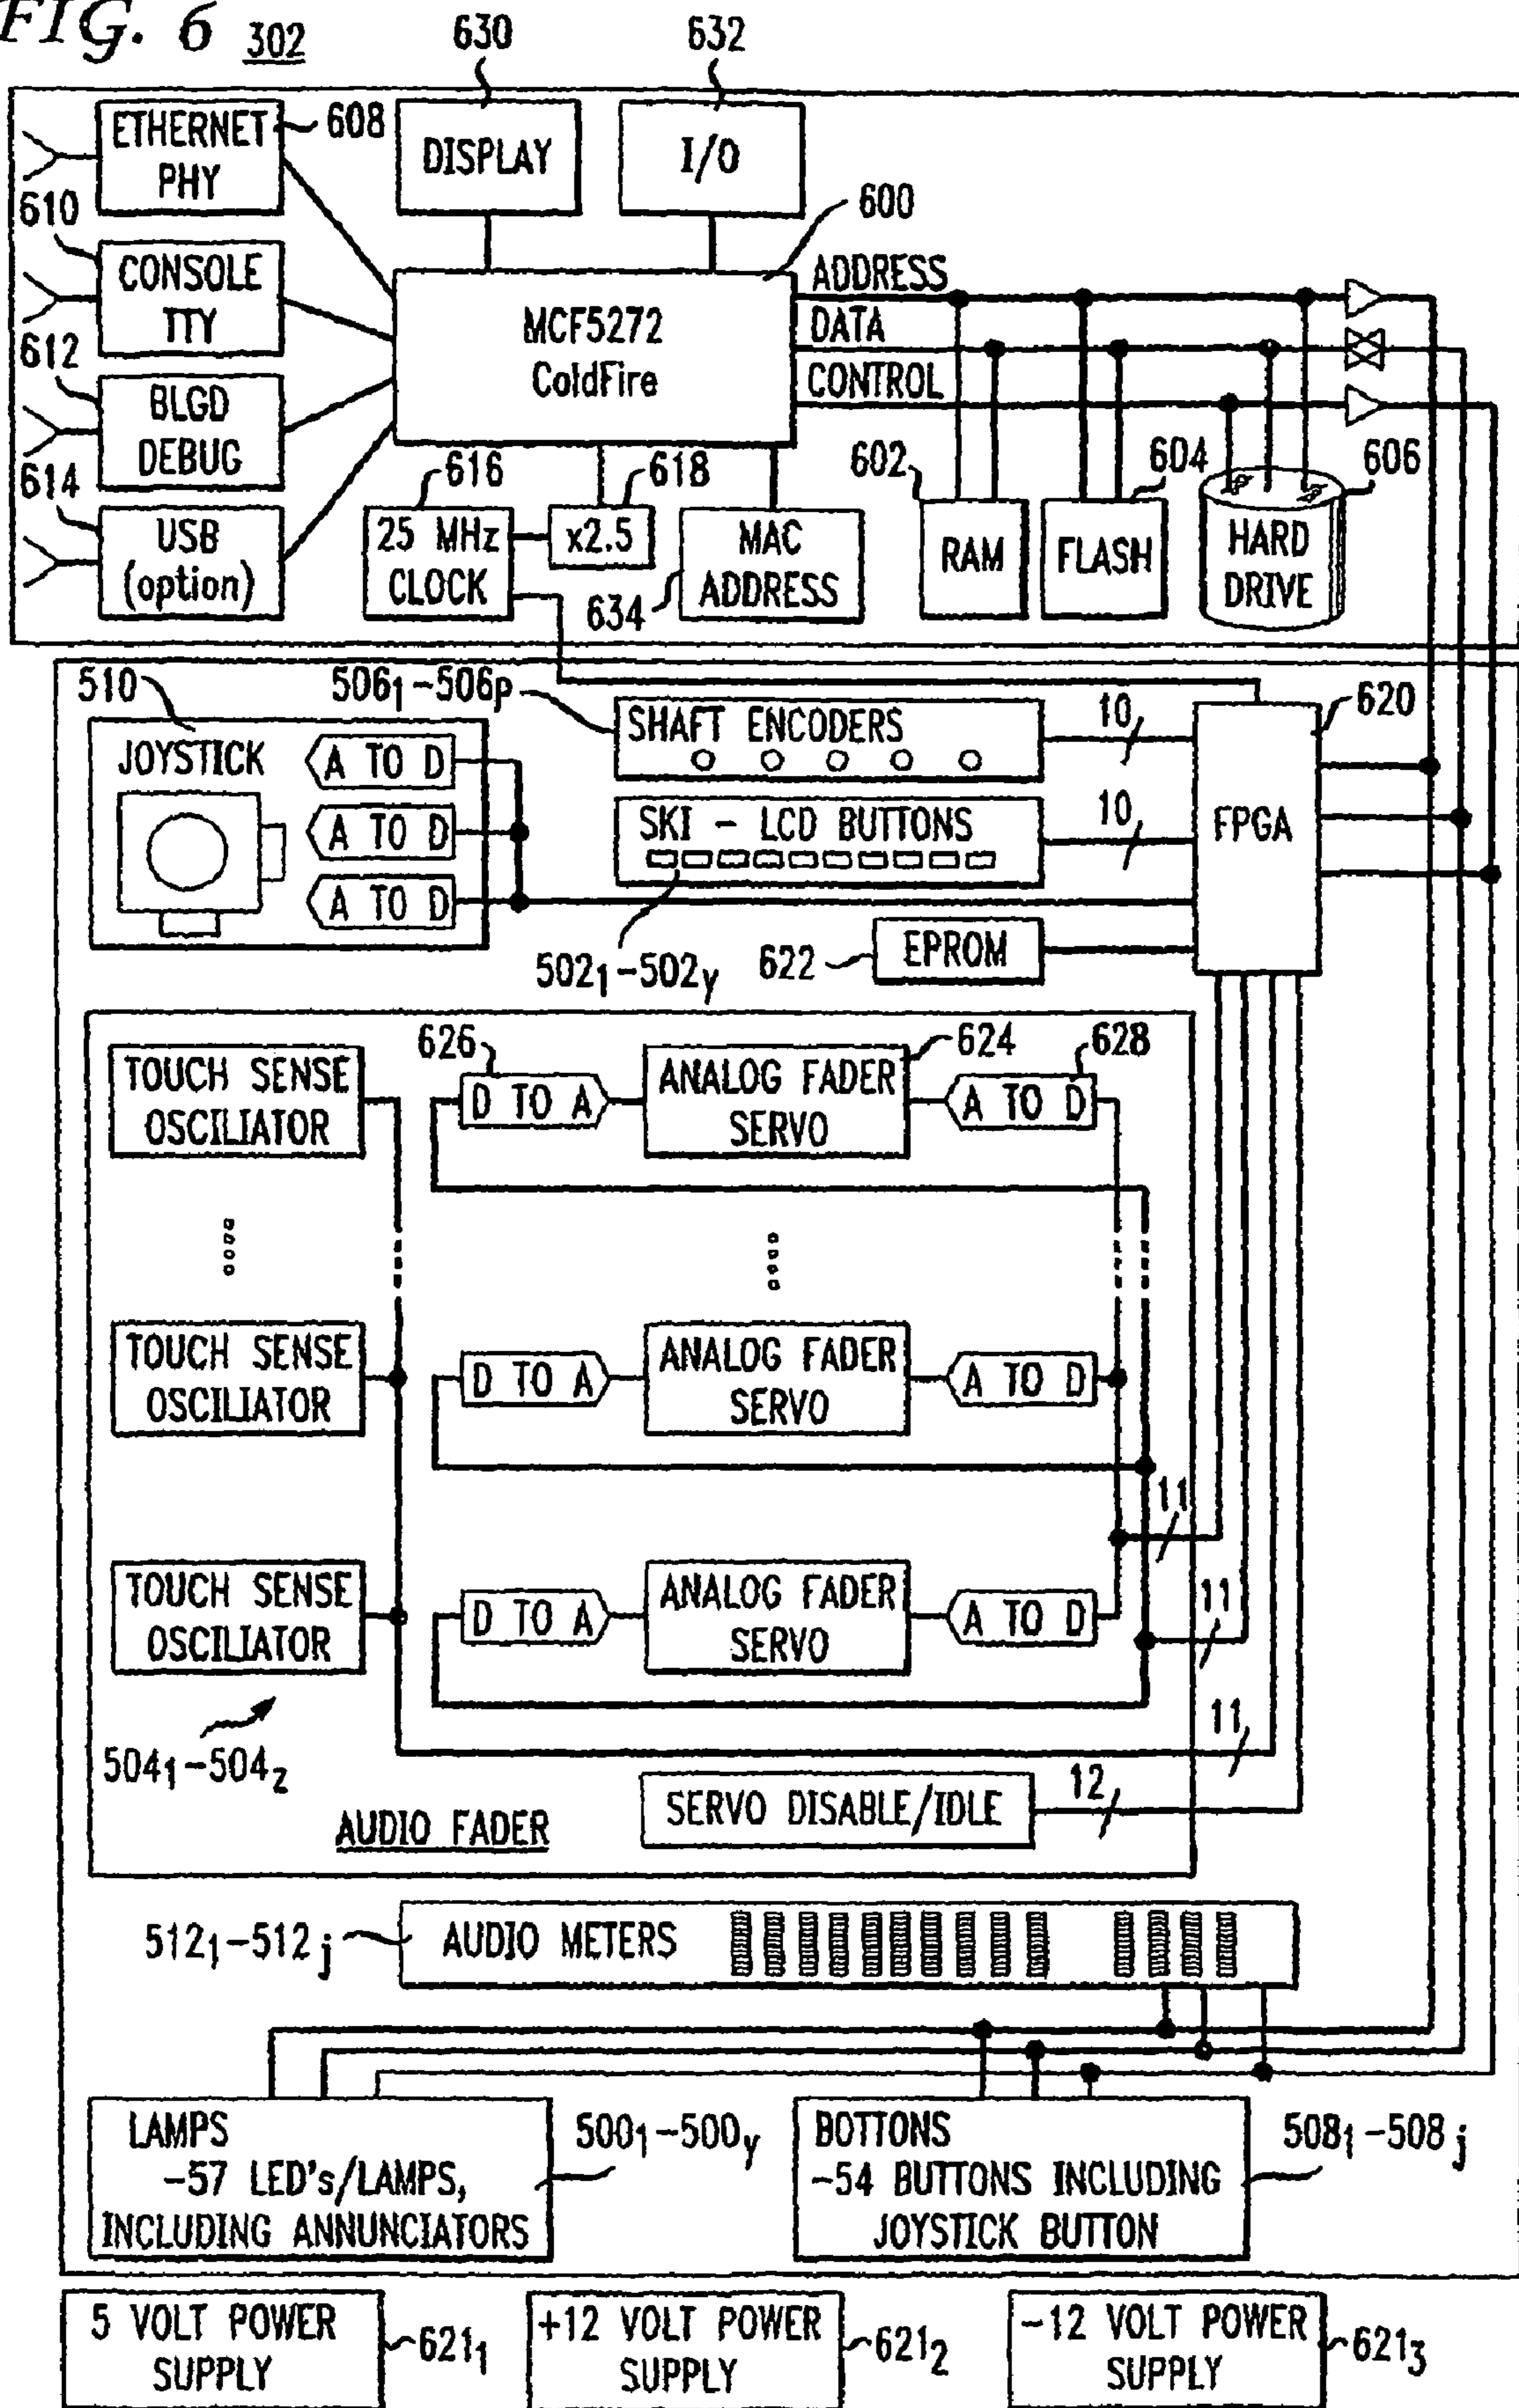 FIG. 6 302
630
632
ETHERNET
PHY
608
DISPLAY
I/O
610
600
CONSOLE
TTY
MCF5272
ColdFire
ADDRESS
DATA
CONTROL
612
BLGD
DEBUG
614
616
618
602
604
606
USB
(option)
25 MHz
CLOCK
x2.5
MAC
ADDRESS
634
RAM
FLASH
HARD
DRIVE
510
506₁-506p
620
JOYSTICK
A TO D
A TO D
A TO D
SHAFT ENCODERS
10
SKI - LCD BUTTONS
10
FPGA
502₁-502y
622
EPROM
626
624
628
TOUCH SENSE
OSCILIATOR
D TO A
ANALOG FADER
SERVO
A TO D
TOUCH SENSE
OSCILIATOR
D TO A
ANALOG FADER
SERVO
A TO D
11
TOUCH SENSE
OSCILIATOR
D TO A
ANALOG FADER
SERVO
A TO D
11
504₁-504z
11
12
SERVO DISABLE/IDLE
AUDIO FADER
512₁-512j
AUDIO METERS
LAMPS
-57 LED's/LAMPS,
INCLUDING ANNUNCIATORS
500₁-500y
BOTTONS
-54 BUTTONS INCLUDING
JOYSTICK BUTTON
508₁-508j
5 VOLT POWER
SUPPLY
621₁
+12 VOLT POWER
SUPPLY
621₂
-12 VOLT POWER
SUPPLY
621₃